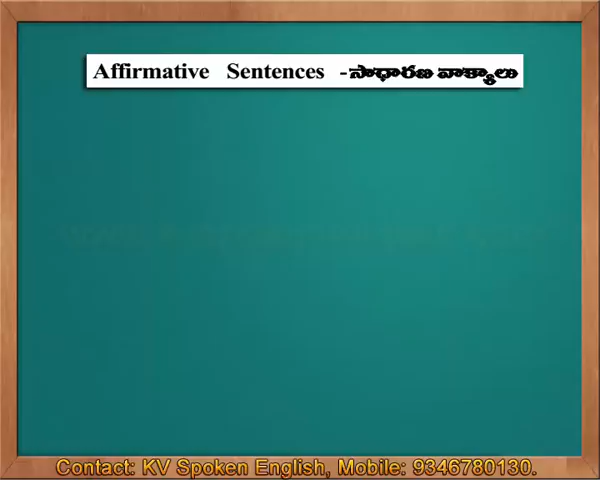 Affirmative Sentences -సాధారణ వాక్యాలు
Contact: KV Spoken English, Mobile: 9346780130.